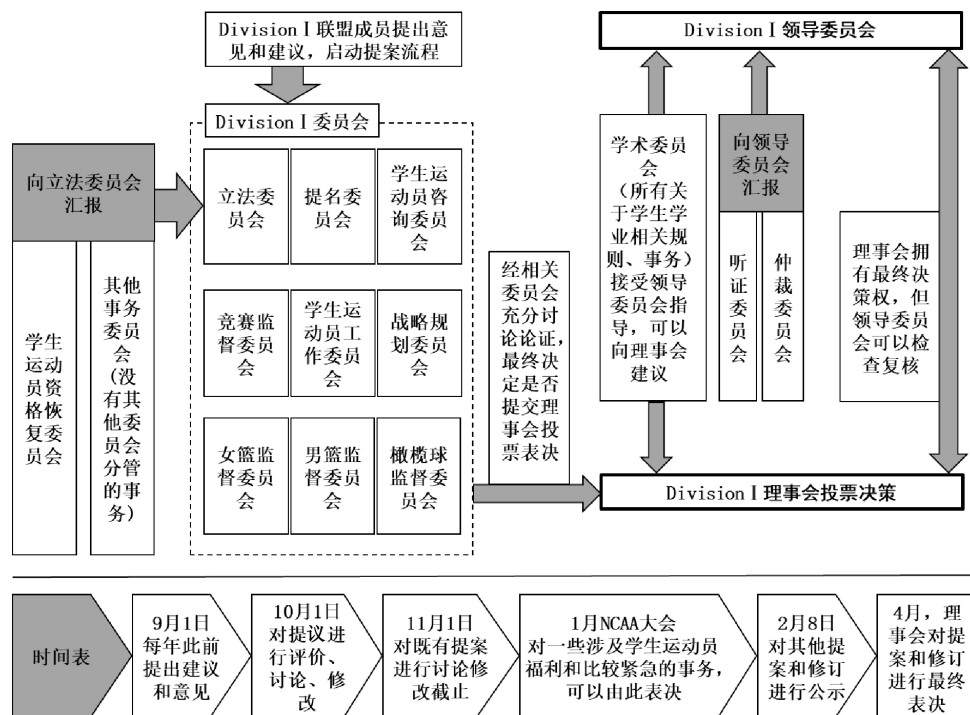 Division Ⅰ 联盟成员提出意
见和建议，启动提案流程
Division Ⅰ 领导委员会
Division Ⅰ 委员会
向立法委员会
汇报
学生
运动
员资
格恢
复委
员会
其他
事务
委员
会
(没
有其
他委
员会
分管
的事
务)
立法委
员会
提名委
员会
学生运
动员咨
询委员
会
竞赛监
督委员
会
学生运
动员工
作委员
会
战略规
划委员
会
女篮监
督委员
会
男篮监
督委员
会
橄榄球
监督委
员会
经相关
委员会
充分讨
论论证，
最终决
定是否
提交理
事会投
票表决
学术委员
会
（所有关
于学生学
业相关规
则、事务）
接受领导
委员会指
导，可以
向理事会
建议
向领导
委员会
汇报
听证委员会
仲裁委员会
理事会拥
有最终决
策权，但
领导委员
会可以检
查复核
Division Ⅰ 理事会投票决策
时间表
9月1日
每年此前
提出建议
和意见
10月1日
对提议进
行评价、
讨论、修
改
11月1日
对既有提案
进行讨论修
改截止
1月NCAA大会
对一些涉及学生运动员
福利和比较紧急的事务，
可以由此表决
2月8日
对其他提
案和修订
进行公示
4月，理
事会对提
案和修订
进行最终
表决